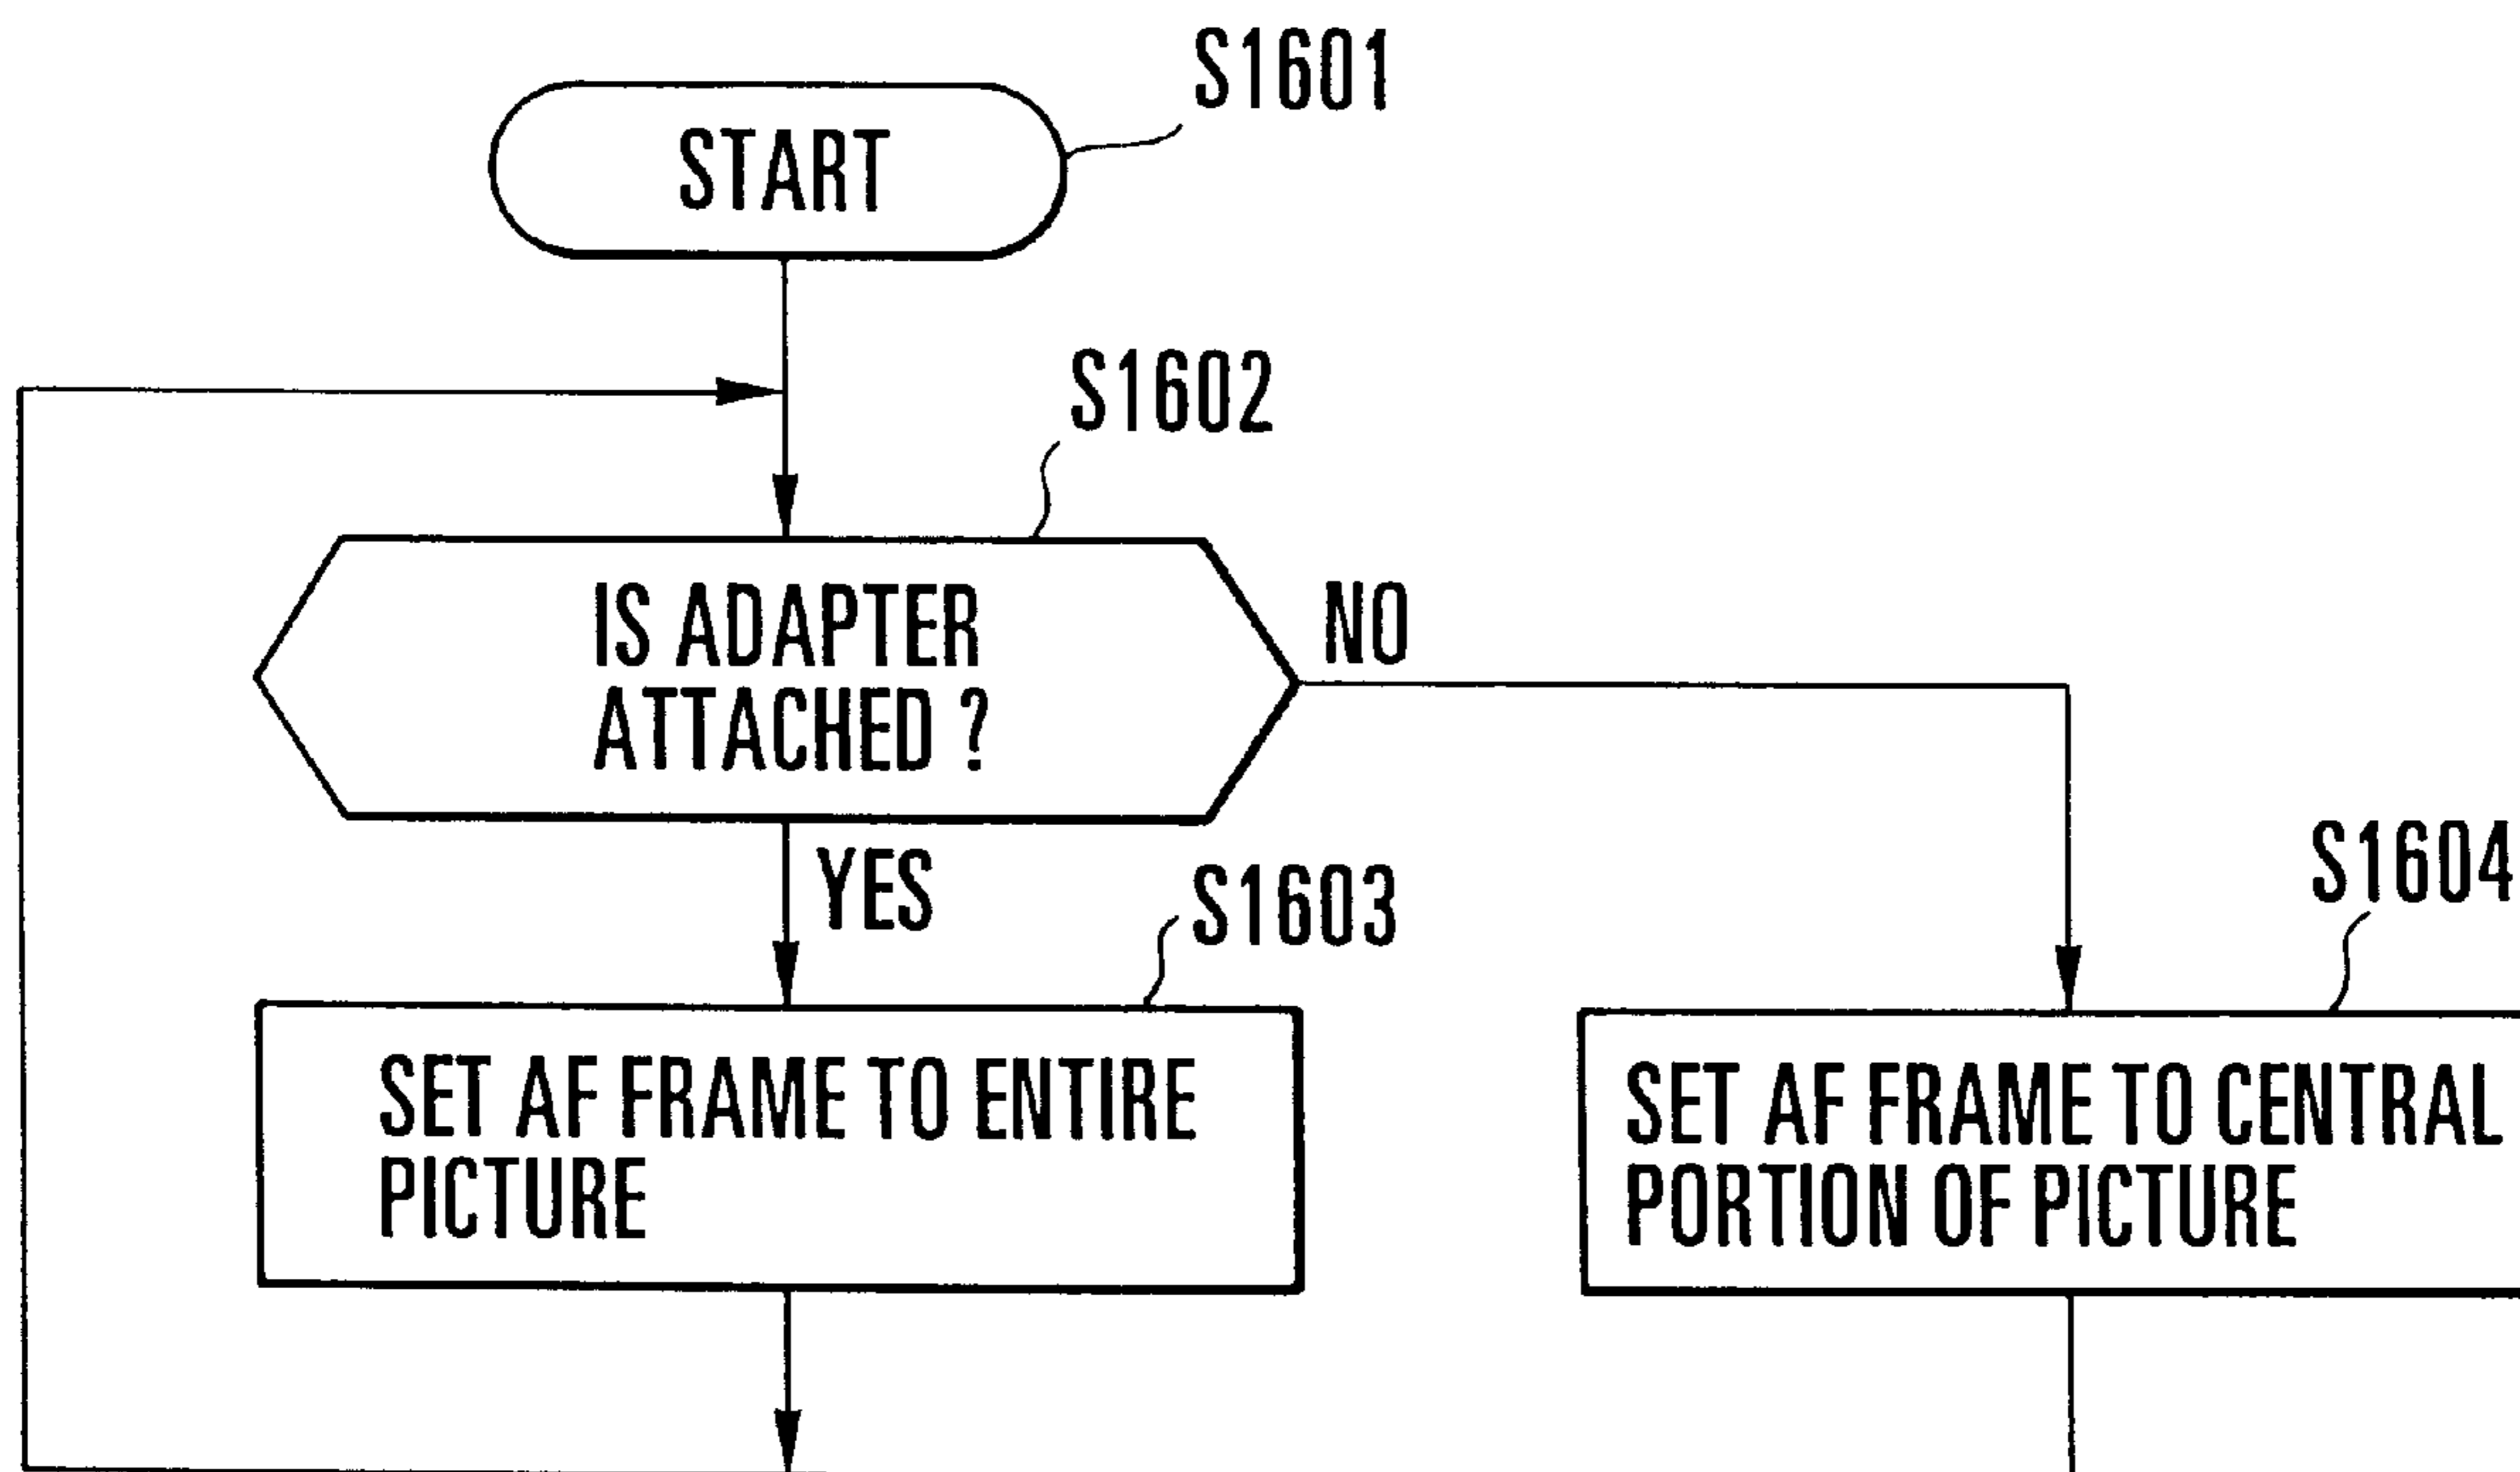 S1601
START
S1602
IS ADAPTER
ATTACHED ?
NO
YES
S1603
S1604
SET AF FRAME TO ENTIRE
PICTURE
SET AF FRAME TO CENTRAL
PORTION OF PICTURE